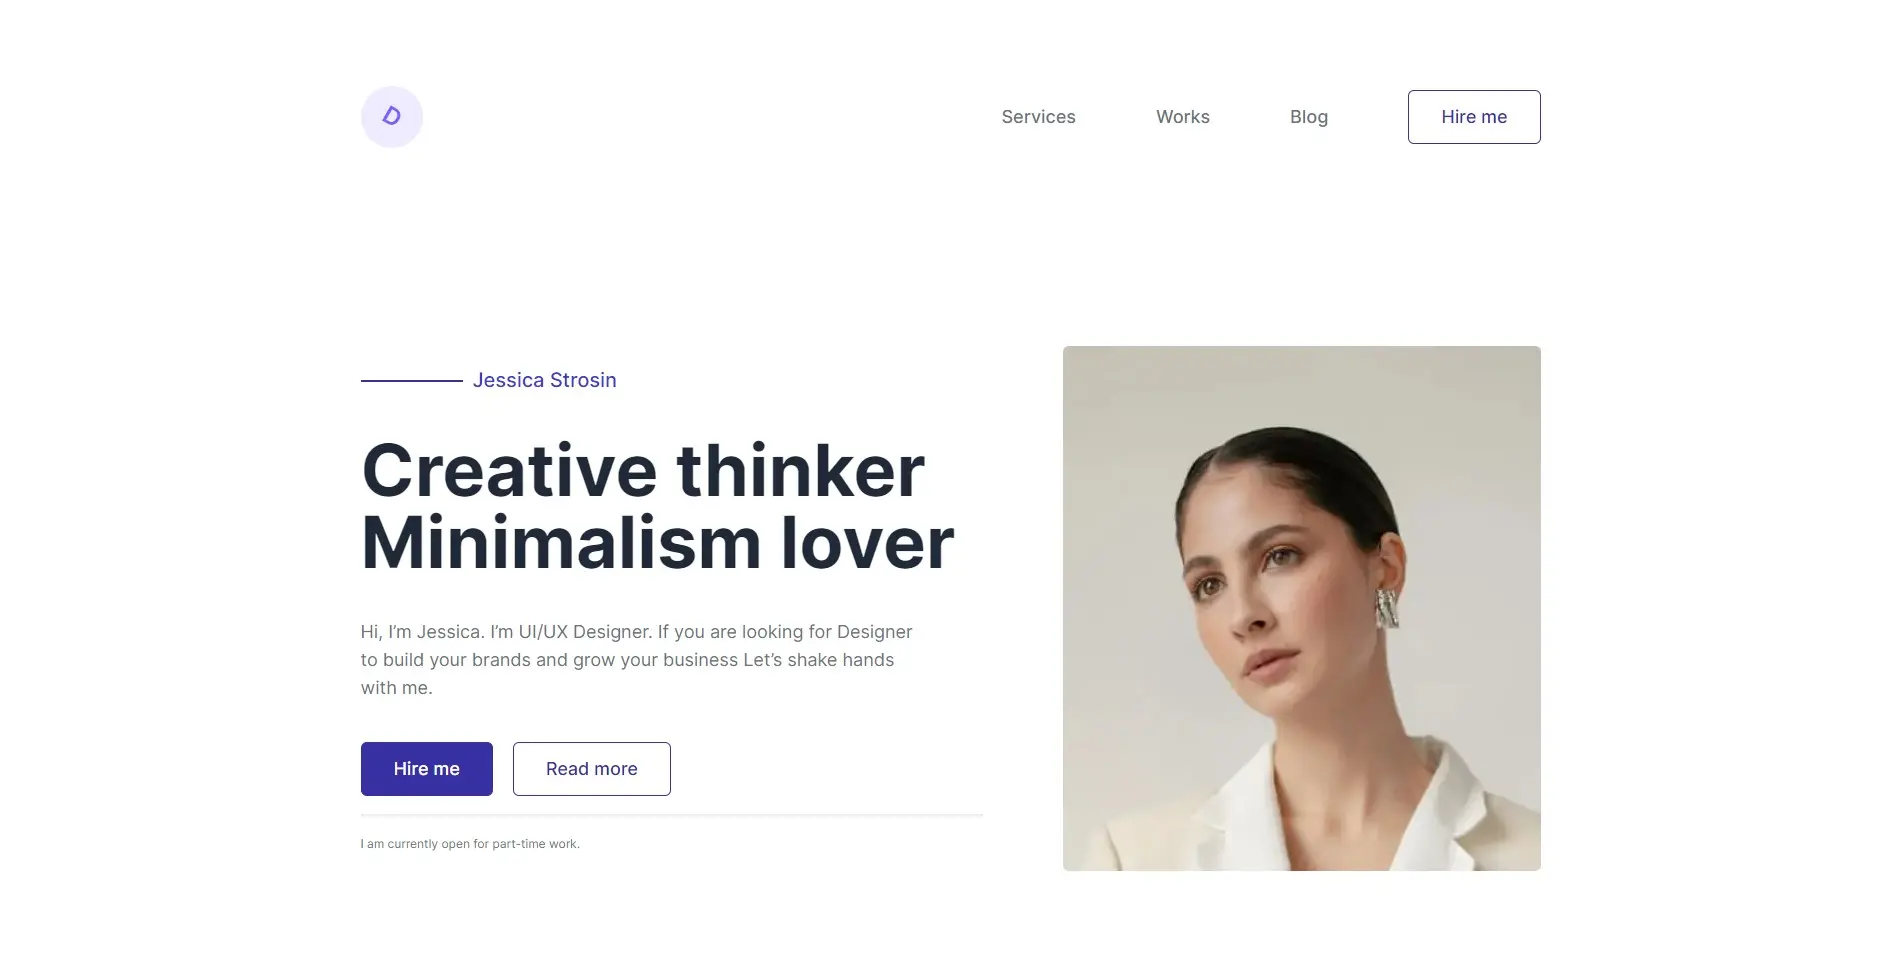 D
Services
Works
Blog
Hire me
Jessica Strosin
Creative thinker
Minimalism lover
Hi, I’m Jessica. I’m UI/UX Designer. If you are looking for Designer
to build your brands and grow your business Let’s shake hands
with me.
Hire me
Read more
I am currently open for part-time work.